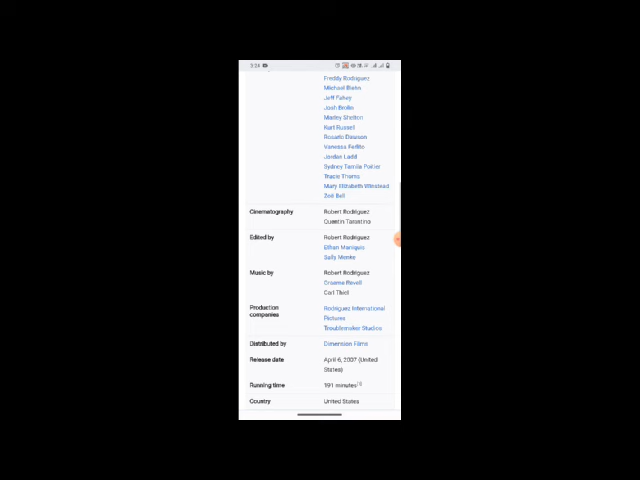 Freddy Rodriguez
Michael Biehn
Jeff Fahey
Josh Brolin
Marley Shelton
Kurt Russell
Rosario Dawson
Vanessa Ferlito
Jordan Ladd
Sydney Tamiia Poitier
Tracie Thoms
Mary Elizabeth Winstead
Zoë Bell
Cinematography Robert Rodriguez
Quentin Tarantino
Edited by Robert Rodriguez
Ethan Maniquis
Sally Menke
Music by Robert Rodriguez
Graeme Revell
Carl Thiel
Production companies Rodriguez International
Pictures
Troublemaker Studios
Distributed by Dimension Films
Release date April 6, 2007 (United
States)
Running time 191 minutes
Country United States